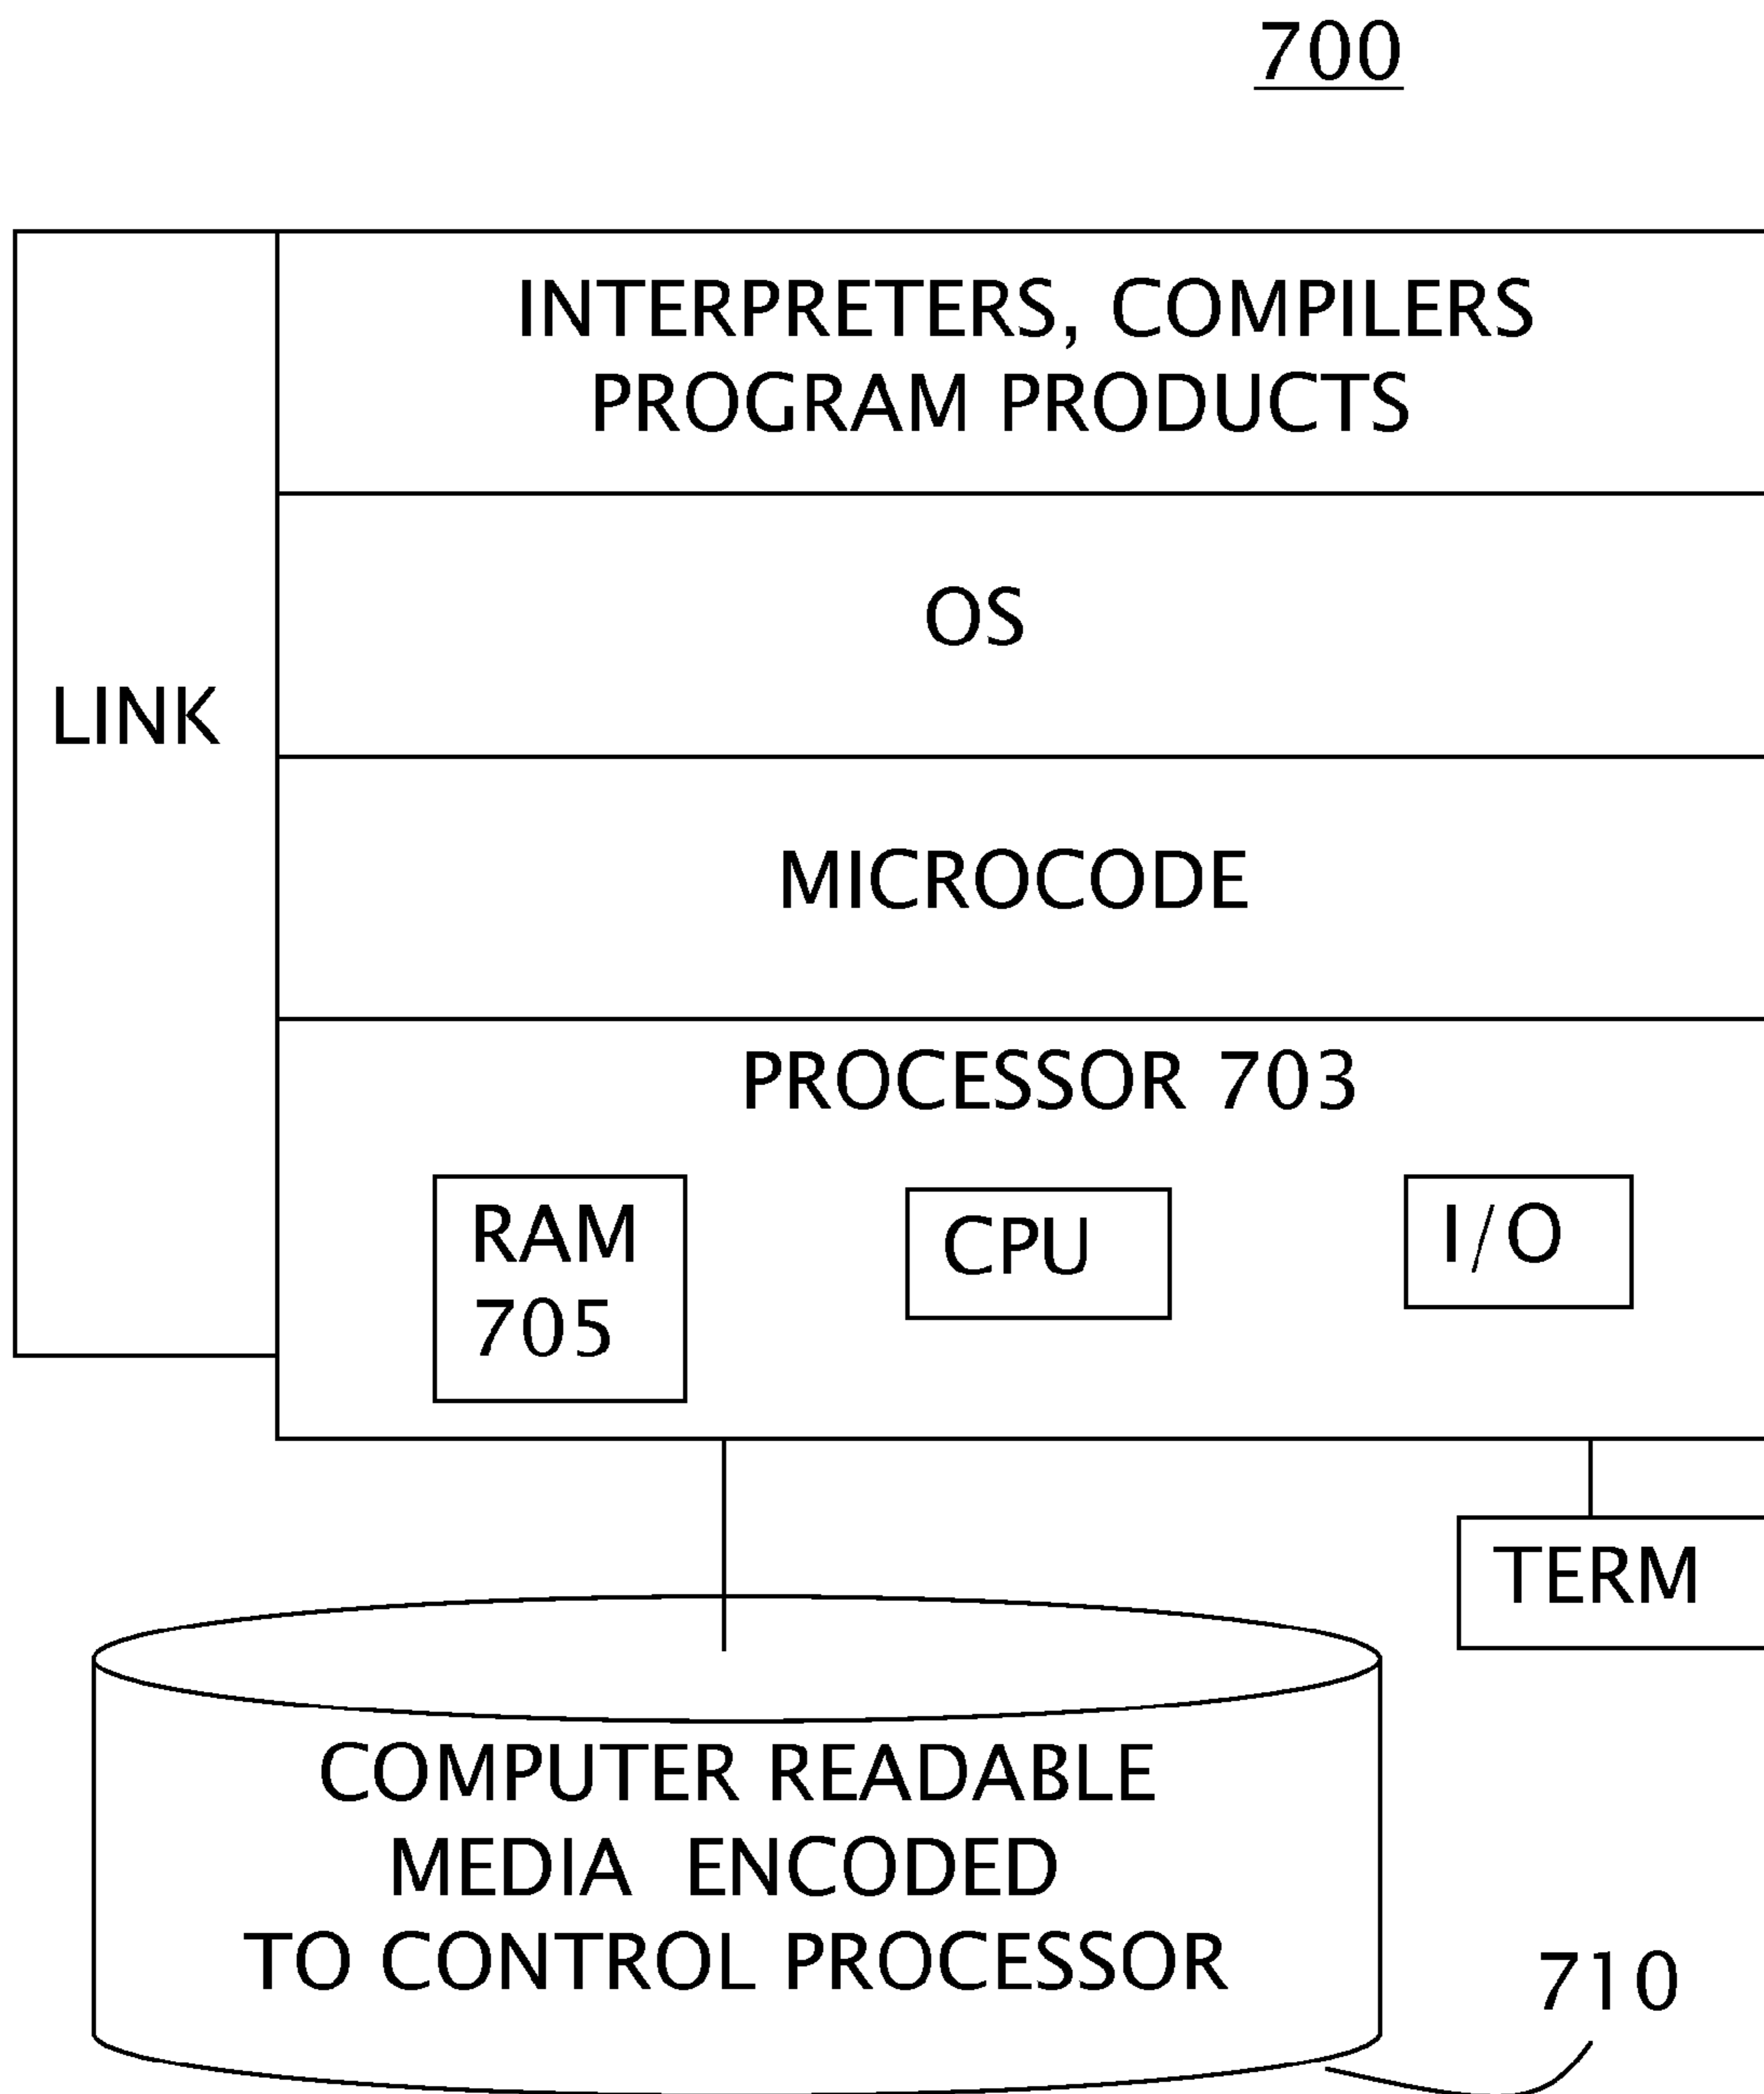 700
INTERPRETERS, COMPILERS
PROGRAM PRODUCTS
OS
LINK
MICROCODE
PROCESSOR 703
RAM
705
CPU
I/O
TERM
COMPUTER READABLE
MEDIA ENCODED
TO CONTROL PROCESSOR
710